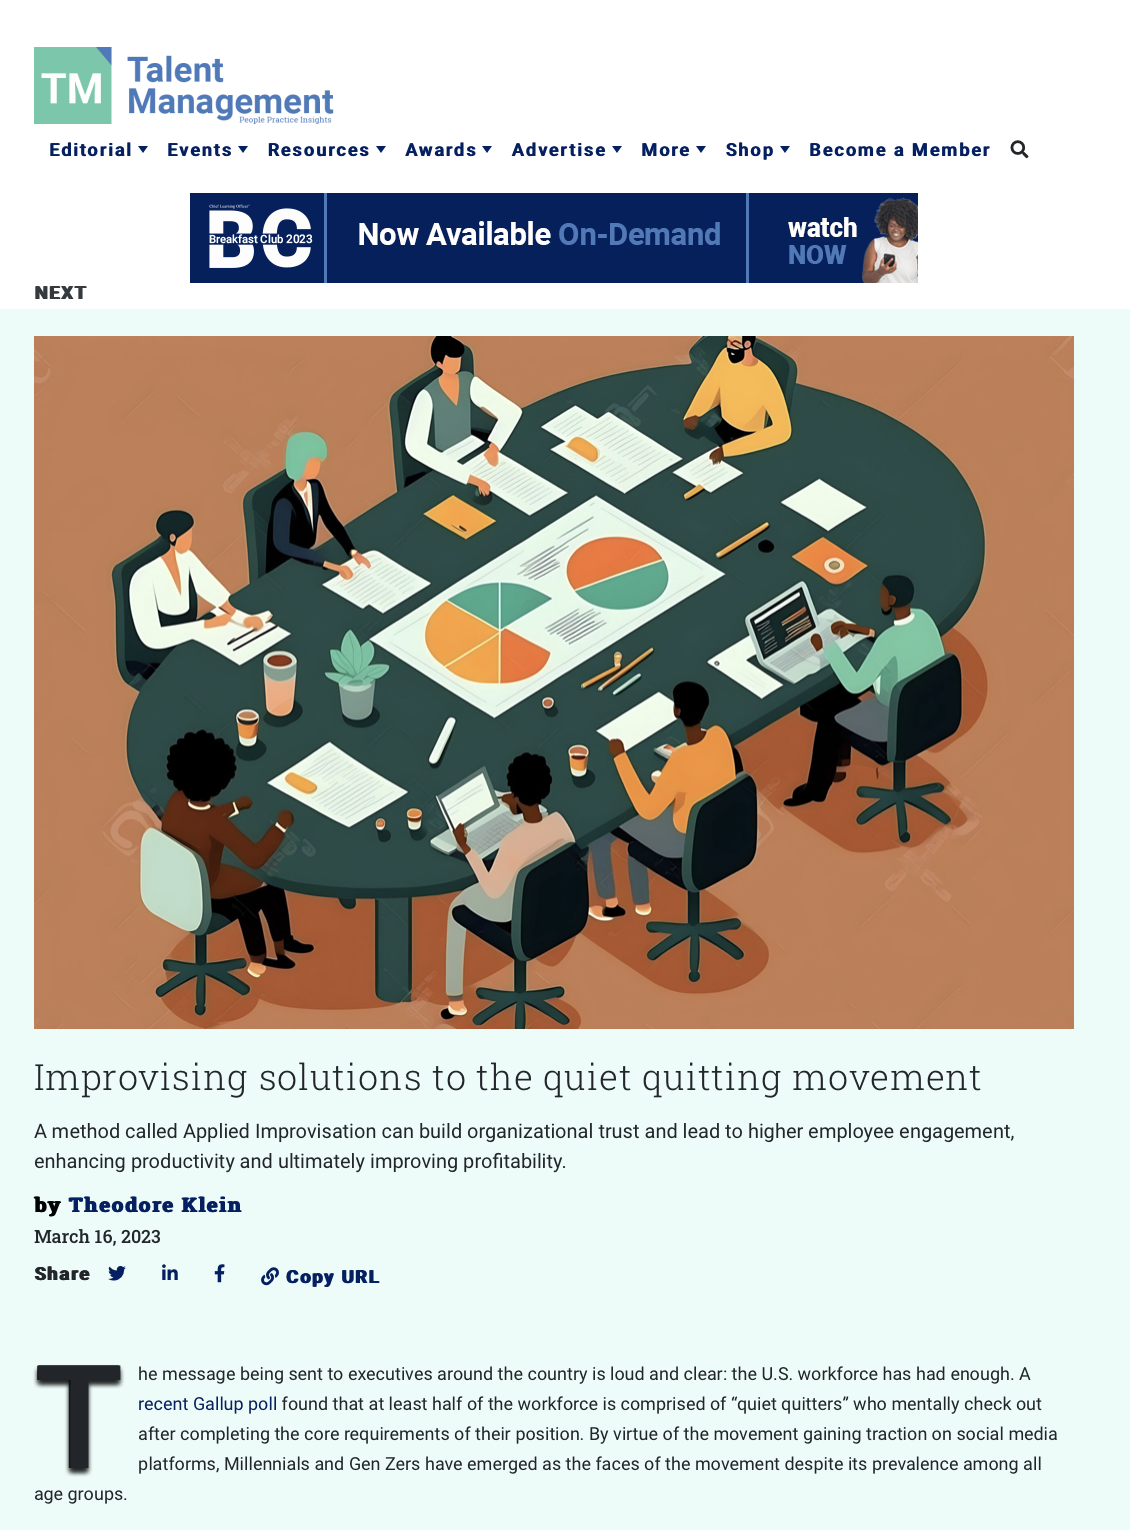 TM
Talent
Management
People Practice Insights
Editorial Events Resources Awards Advertise More Shop Become a Member
Chief Learning Officer
BC
Breakfast Club 2023
Now Available On-Demand
watch
NOW
NEXT
Improvising solutions to the quiet quitting movement
A method called Applied Improvisation can build organizational trust and lead to higher employee engagement,
enhancing productivity and ultimately improving profitability.
by Theodore Klein
March 16, 2023
Share Copy URL
The message being sent to executives around the country is loud and clear: the U.S. workforce has had enough. A
recent Gallup poll found that at least half of the workforce is comprised of “quiet quitters” who mentally check out
after completing the core requirements of their position. By virtue of the movement gaining traction on social media
platforms, Millennials and Gen Zers have emerged as the faces of the movement despite its prevalence among all
age groups.